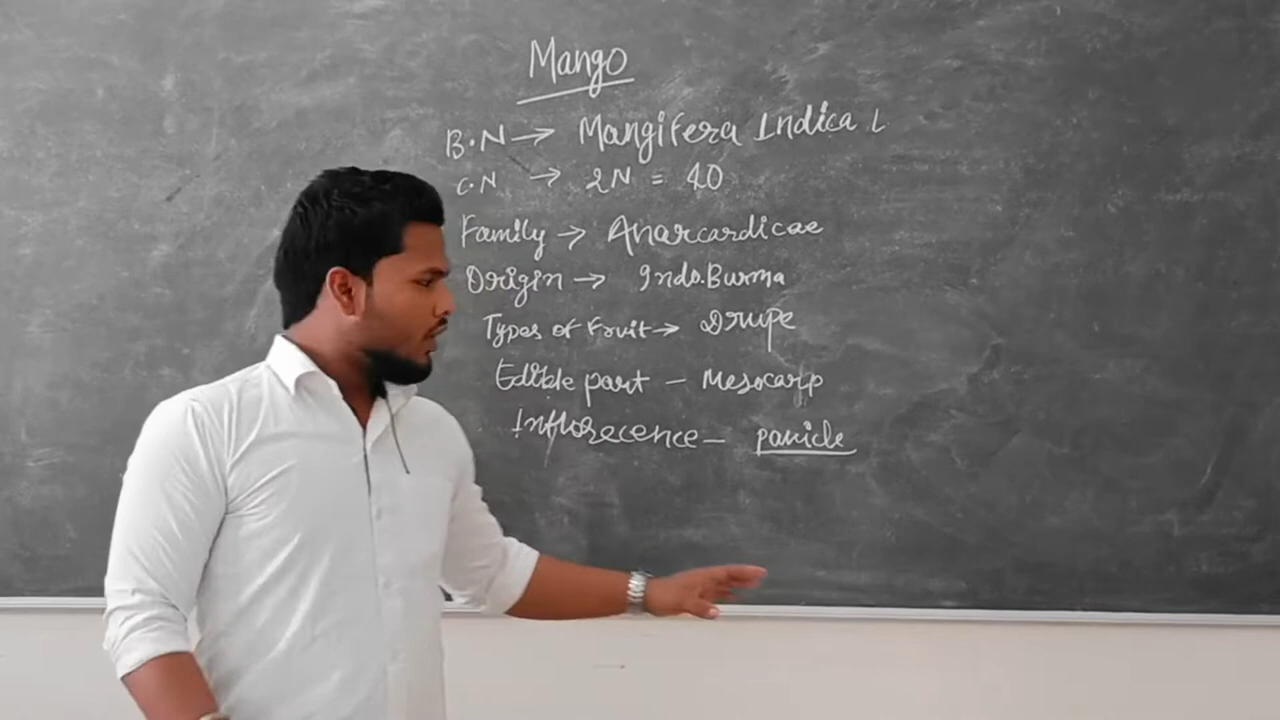 Mango
B.N → Mangifera Indica L
C.N → 2N = 40
Family → Anarcardicae
Origin → Indo.Burma
Types of Fruit → Drupe
Edible part - Mesocarp
Inflorecence - panicle